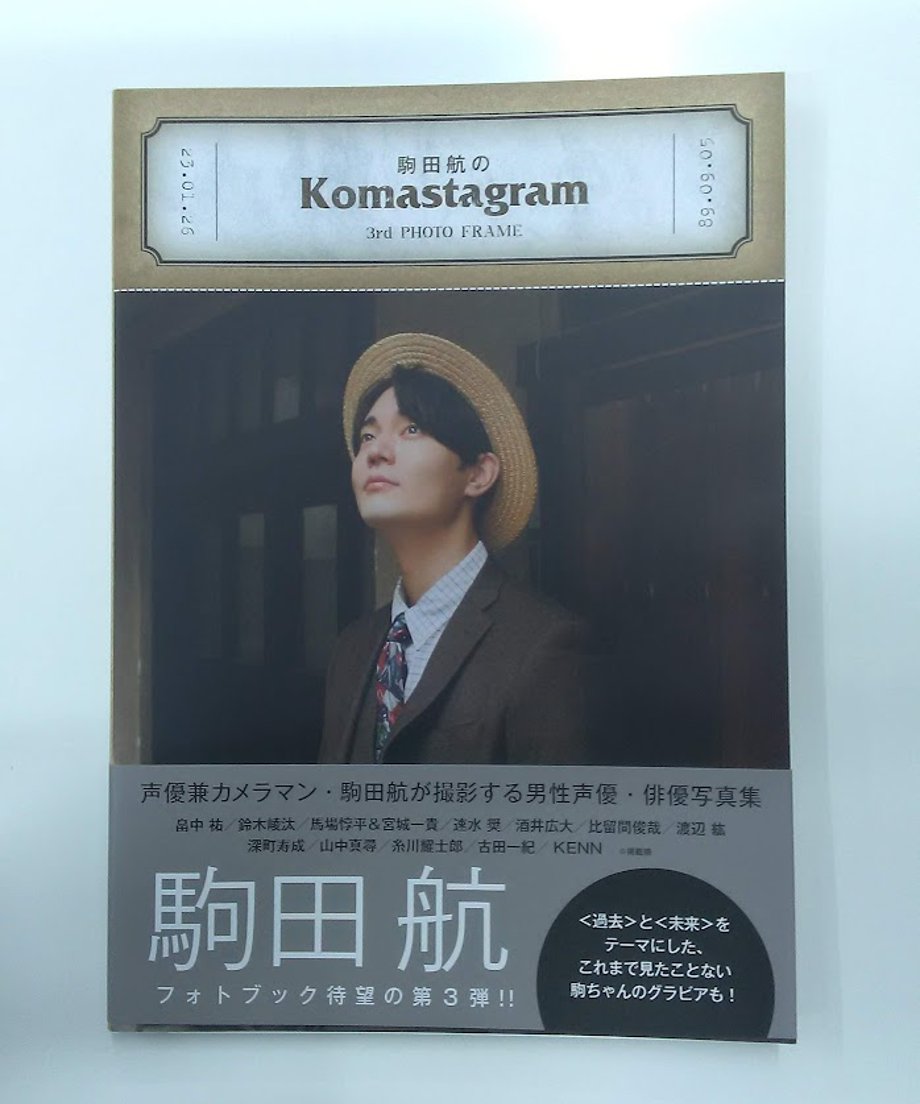 駒田航の
23.01.26
Komastagram
89.09.05
3rd PHOTO FRAME
声優兼カメラマン・駒田航が撮影する男性声優・俳優写真集
畠中 祐／鈴木崚汰／馬場惇平&宮城一貴／速水 奨／酒井広大／比留間俊哉／渡辺 紘
深町寿成／山中真尋／糸川耀士郎／古田一紀／KENN ※掲載順
駒田 航
フォトブック待望の第3弾!!
<過去>と<未来>を
テーマにした、
これまで見たことない
駒ちゃんのグラビアも!